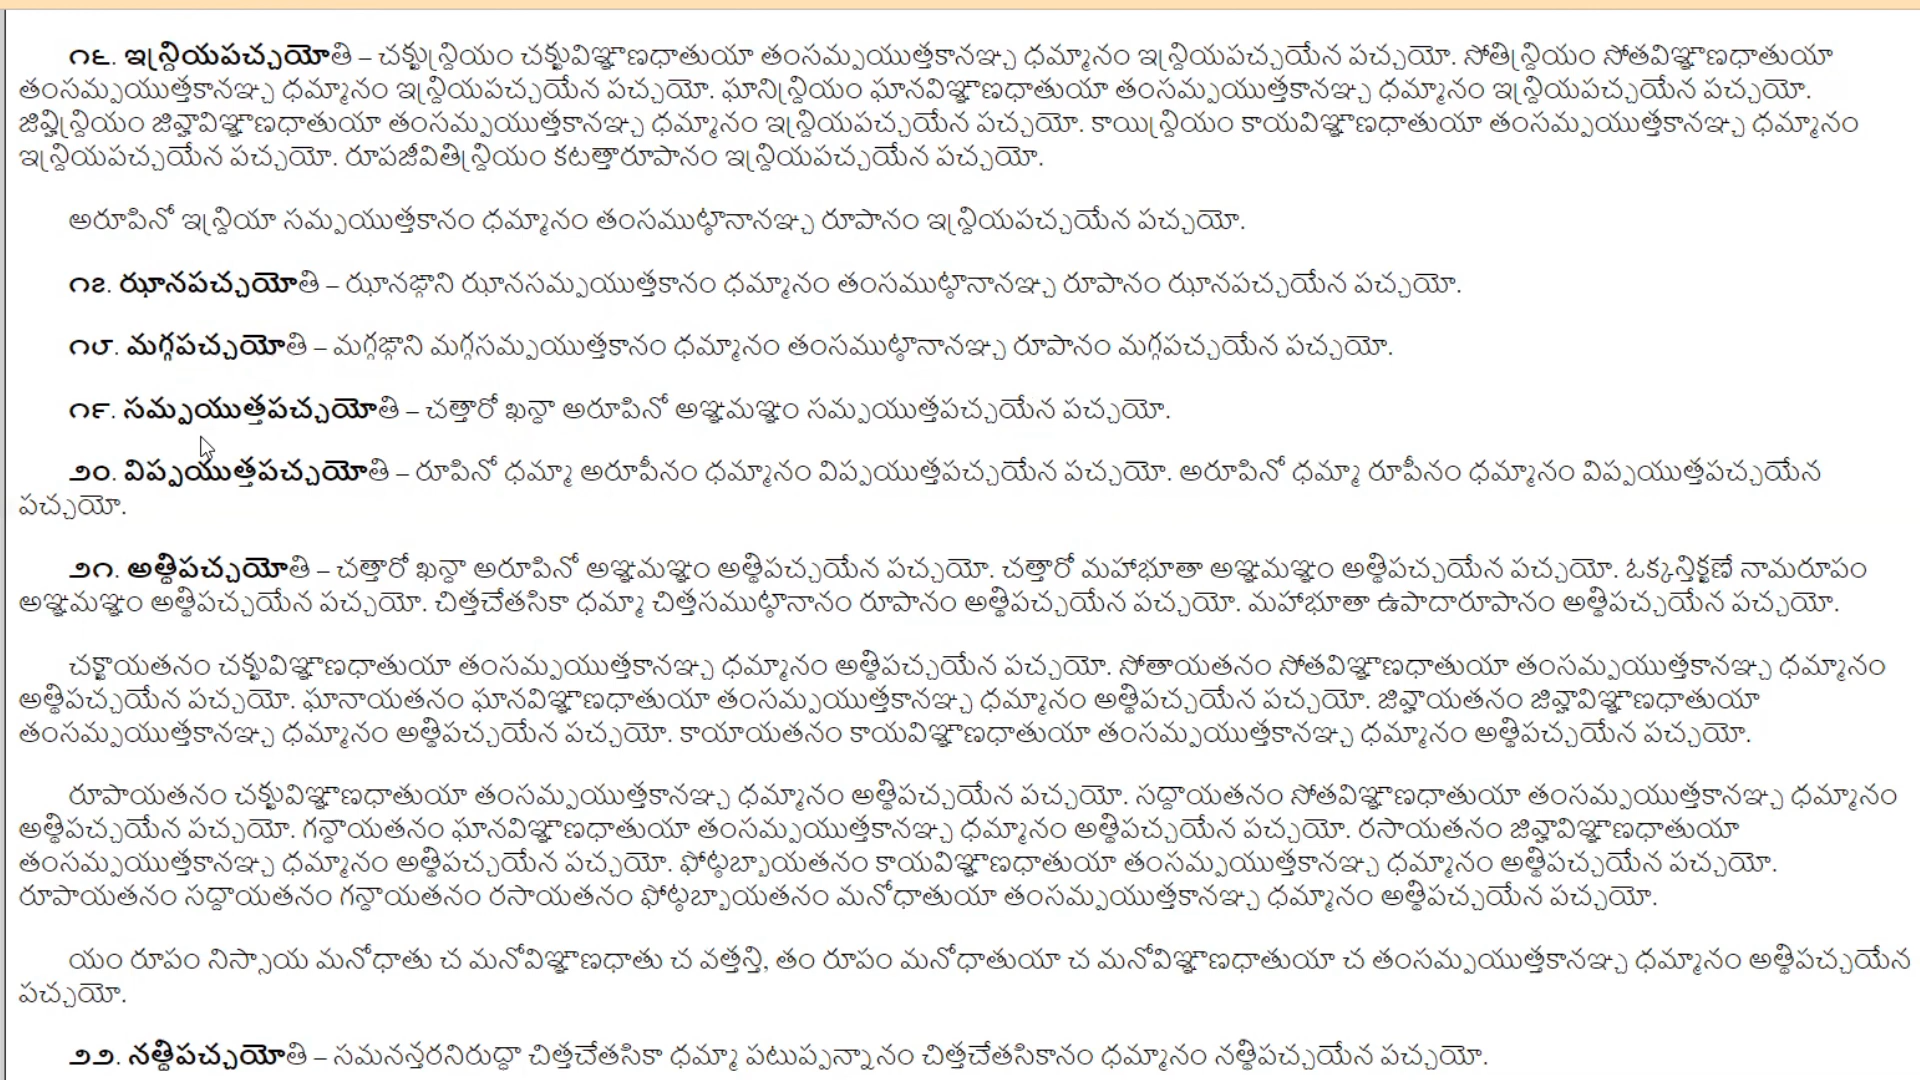 ౧౬. ఇన్ద్రియపచ్చయోతి – చక్ఖున్ద్రియం చక్ఖువిఞ్ఞాణధాతుయా తంసమ్పయుత్తకానఞ్చ ధమ్మానం ఇన్ద్రియపచ్చయేన పచ్చయో. సోతిన్ద్రియం సోతవిఞ్ఞాణధాతుయా
తంసమ్పయుత్తకానఞ్చ ధమ్మానం ఇన్ద్రియపచ్చయేన పచ్చయో. ఘానిన్ద్రియం ఘానవిఞ్ఞాణధాతుయా తంసమ్పయుత్తకానఞ్చ ధమ్మానం ఇన్ద్రియపచ్చయేన పచ్చయో.
జివ్హిన్ద్రియం జివ్హావిఞ్ఞాణధాతుయా తంసమ్పయుత్తకానఞ్చ ధమ్మానం ఇన్ద్రియపచ్చయేన పచ్చయో. కాయిన్ద్రియం కాయవిఞ్ఞాణధాతుయా తంసమ్పయుత్తకానఞ్చ ధమ్మానం
ఇన్ద్రియపచ్చయేన పచ్చయో. రూపజీవితిన్ద్రియం కటత్తారూపానం ఇన్ద్రియపచ్చయేన పచ్చయో.
అరూపినో ఇన్ద్రియా సమ్పయుత్తకానం ధమ్మానం తంసముట్ఠానానఞ్చ రూపానం ఇన్ద్రియపచ్చయేన పచ్చయో.
౧౭. ఝానపచ్చయోతి – ఝానఙ్గాని ఝానసమ్పయుత్తకానం ధమ్మానం తంసముట్ఠానానఞ్చ రూపానం ఝానపచ్చయేన పచ్చయో.
౧౮. మగ్గపచ్చయోతి – మగ్గఙ్గాని మగ్గసమ్పయుత్తకానం ధమ్మానం తంసముట్ఠానానఞ్చ రూపానం మగ్గపచ్చయేన పచ్చయో.
౧౯. సమ్పయుత్తపచ్చయోతి – చత్తారో ఖన్ధా అరూపినో అఞ్ఞమఞ్ఞం సమ్పయుత్తపచ్చయేన పచ్చయో.
౨౦. విప్పయుత్తపచ్చయోతి – రూపినో ధమ్మా అరూపీనం ధమ్మానం విప్పయుత్తపచ్చయేన పచ్చయో. అరూపినో ధమ్మా రూపీనం ధమ్మానం విప్పయుత్తపచ్చయేన
పచ్చయో.
౨౧. అత్థిపచ్చయోతి – చత్తారో ఖన్ధా అరూపినో అఞ్ఞమఞ్ఞం అత్థిపచ్చయేన పచ్చయో. చత్తారో మహాభూతా అఞ్ఞమఞ్ఞం అత్థిపచ్చయేన పచ్చయో. ఓక్కన్తిక్ఖణే నామరూపం
అఞ్ఞమఞ్ఞం అత్థిపచ్చయేన పచ్చయో. చిత్తచేతసికా ధమ్మా చిత్తసముట్ఠానానం రూపానం అత్థిపచ్చయేన పచ్చయో. మహాభూతా ఉపాదారూపానం అత్థిపచ్చయేన పచ్చయో.
చక్ఖాయతనం చక్ఖువిఞ్ఞాణధాతుయా తంసమ్పయుత్తకానఞ్చ ధమ్మానం అత్థిపచ్చయేన పచ్చయో. సోతాయతనం సోతవిఞ్ఞాణధాతుయా తంసమ్పయుత్తకానఞ్చ ధమ్మానం
అత్థిపచ్చయేన పచ్చయో. ఘానాయతనం ఘానవిఞ్ఞాణధాతుయా తంసమ్పయుత్తకానఞ్చ ధమ్మానం అత్థిపచ్చయేన పచ్చయో. జివ్హాయతనం జివ్హావిఞ్ఞాణధాతుయా
తంసమ్పయుత్తకానఞ్చ ధమ్మానం అత్థిపచ్చయేన పచ్చయో. కాయాయతనం కాయవిఞ్ఞాణధాతుయా తంసమ్పయుత్తకానఞ్చ ధమ్మానం అత్థిపచ్చయేన పచ్చయో.
రూపాయతనం చక్ఖువిఞ్ఞాణధాతుయా తంసమ్పయుత్తకానఞ్చ ధమ్మానం అత్థిపచ్చయేన పచ్చయో. సద్దాయతనం సోతవిఞ్ఞాణధాతుయా తంసమ్పయుత్తకానఞ్చ ధమ్మానం
అత్థిపచ్చయేన పచ్చయో. గన్ధాయతనం ఘానవిఞ్ఞాణధాతుయా తంసమ్పయుత్తకానఞ్చ ధమ్మానం అత్థిపచ్చయేన పచ్చయో. రసాయతనం జివ్హావిఞ్ఞాణధాతుయా
తంసమ్పయుత్తకానఞ్చ ధమ్మానం అత్థిపచ్చయేన పచ్చయో. ఫోట్ఠబ్బాయతనం కాయవిఞ్ఞాణధాతుయా తంసమ్పయుత్తకానఞ్చ ధమ్మానం అత్థిపచ్చయేన పచ్చయో.
రూపాయతనం సద్దాయతనం గన్ధాయతనం రసాయతనం ఫోట్ఠబ్బాయతనం మనోధాతుయా తంసమ్పయుత్తకానఞ్చ ధమ్మానం అత్థిపచ్చయేన పచ్చయో.
యం రూపం నిస్సాయ మనోధాతు చ మనోవిఞ్ఞాణధాతు చ వత్తన్తి, తం రూపం మనోధాతుయా చ మనోవిఞ్ఞాణధాతుయా చ తంసమ్పయుత్తకానఞ్చ ధమ్మానం అత్థిపచ్చయేన
పచ్చయో.
౨౨. నత్థిపచ్చయోతి – సమనన్తరనిరుద్ధా చిత్తచేతసికా ధమ్మా పటుప్పన్నానం చిత్తచేతసికానం ధమ్మానం నత్థిపచ్చయేన పచ్చయో.